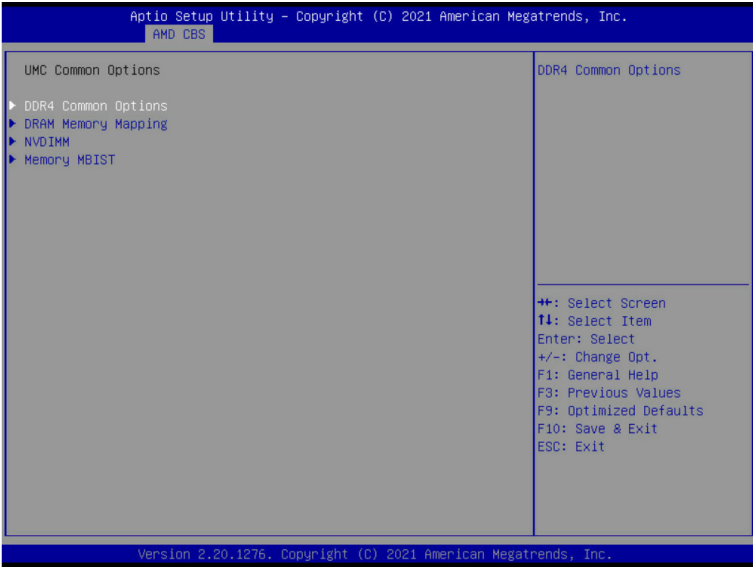 Aptio Setup Utility – Copyright (C) 2021 American Megatrends, Inc.
AMD CBS
UMC Common Options
DDR4 Common Options
DRAM Memory Mapping
NVDIMM
Memory MBIST
DDR4 Common Options
→←: Select Screen
↑↓: Select Item
Enter: Select
+/-: Change Opt.
F1: General Help
F3: Previous Values
F9: Optimized Defaults
F10: Save & Exit
ESC: Exit
Version 2.20.1276. Copyright (C) 2021 American Megatrends, Inc.